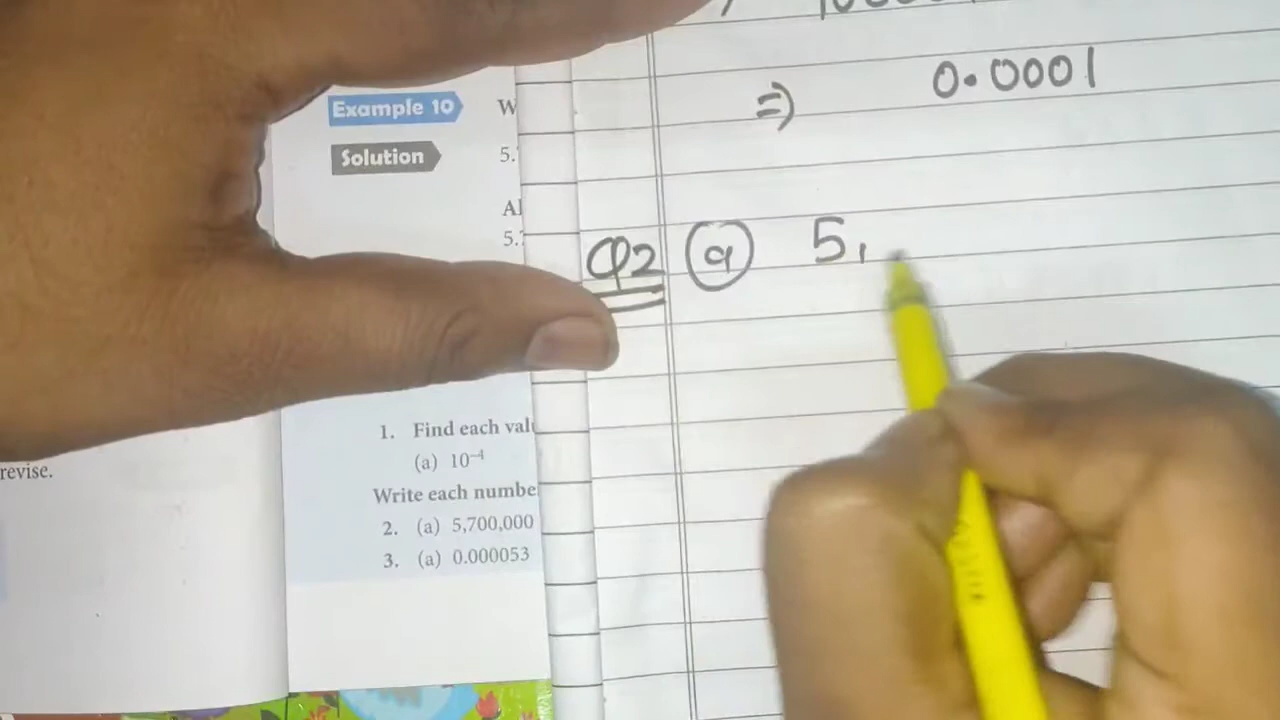 => 0.0001
Example 10 W
Solution 5.
Al
5.
Q2 (a) 5,
1. Find each val
(a) 10⁻⁴
revise.
Write each numbe
2. (a) 5,700,000
3. (a) 0.000053